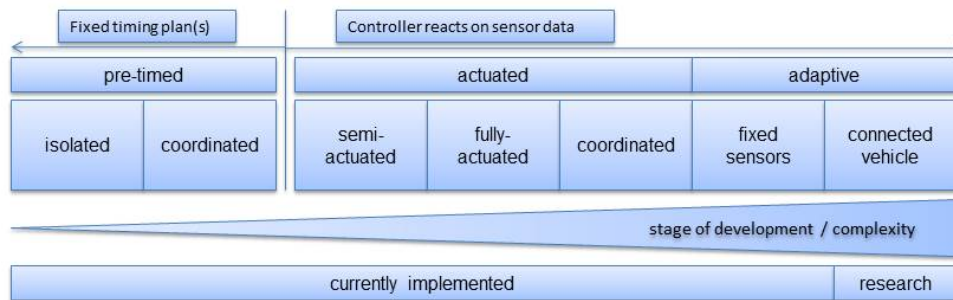 Fixed timing plan(s)
Controller reacts on sensor data
pre-timed
actuated
adaptive
isolated
coordinated
semi-
actuated
fully-
actuated
coordinated
fixed
sensors
connected
vehicle
stage of development / complexity
currently implemented
research